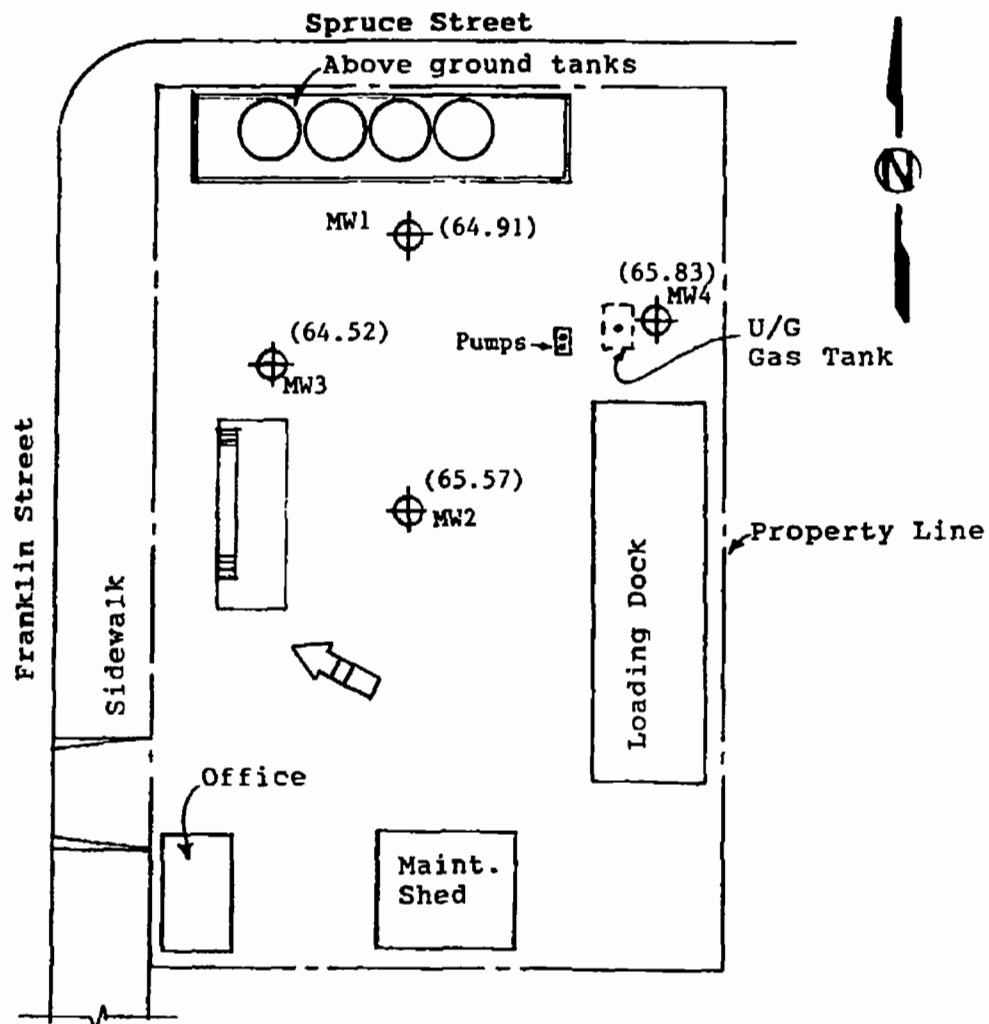 Spruce Street
Above ground tanks
N
MW1
(64.91)
(65.83)
MW4
(64.52)
Pumps
U/G
Gas Tank
MW3
(65.57)
MW2
Franklin Street
Sidewalk
Loading Dock
Property Line
Office
Maint.
Shed